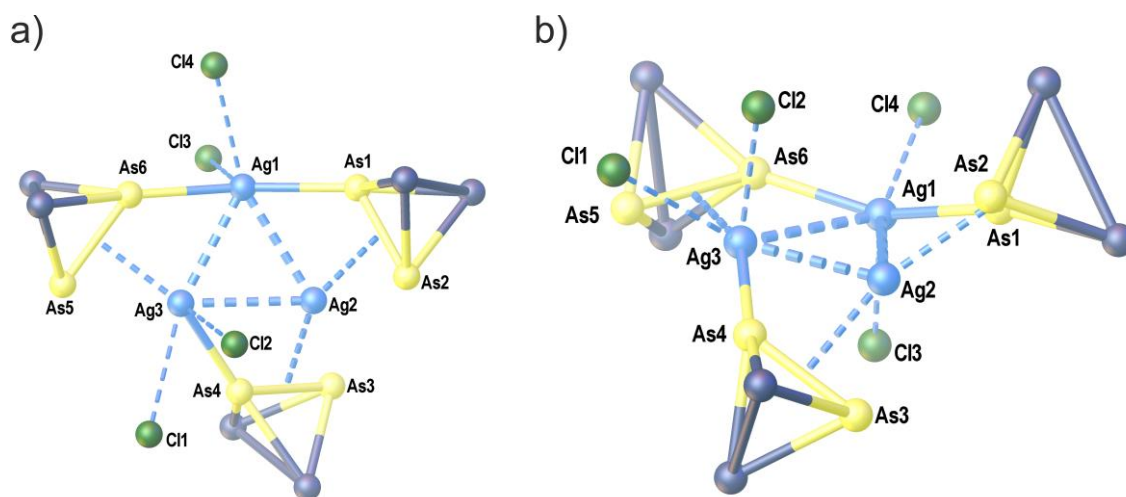 a)
Cl4
Cl3
As6
Ag1
As1
As5
As2
Ag3
Ag2
Cl2
As4
As3
Cl1
b)
Cl2
Cl4
Cl1
As6
As2
Ag1
As5
As1
Ag3
Ag2
As4
Cl3
As3